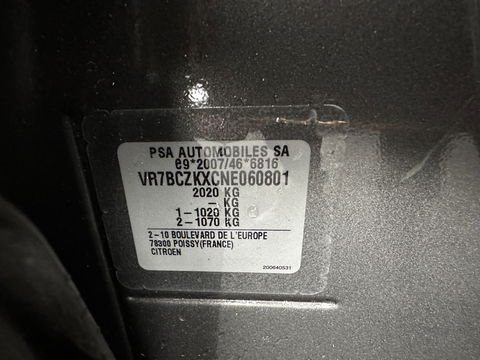 PSA AUTOMOBILES SA
e9*2007/46*6816
VR7BCZKXCNE060801
2020 KG
- KG
1-1020 KG
2-1070 KG
2-10 BOULEVARD DE L'EUROPE
78300 POISSY(FRANCE)
CITROEN
200640531